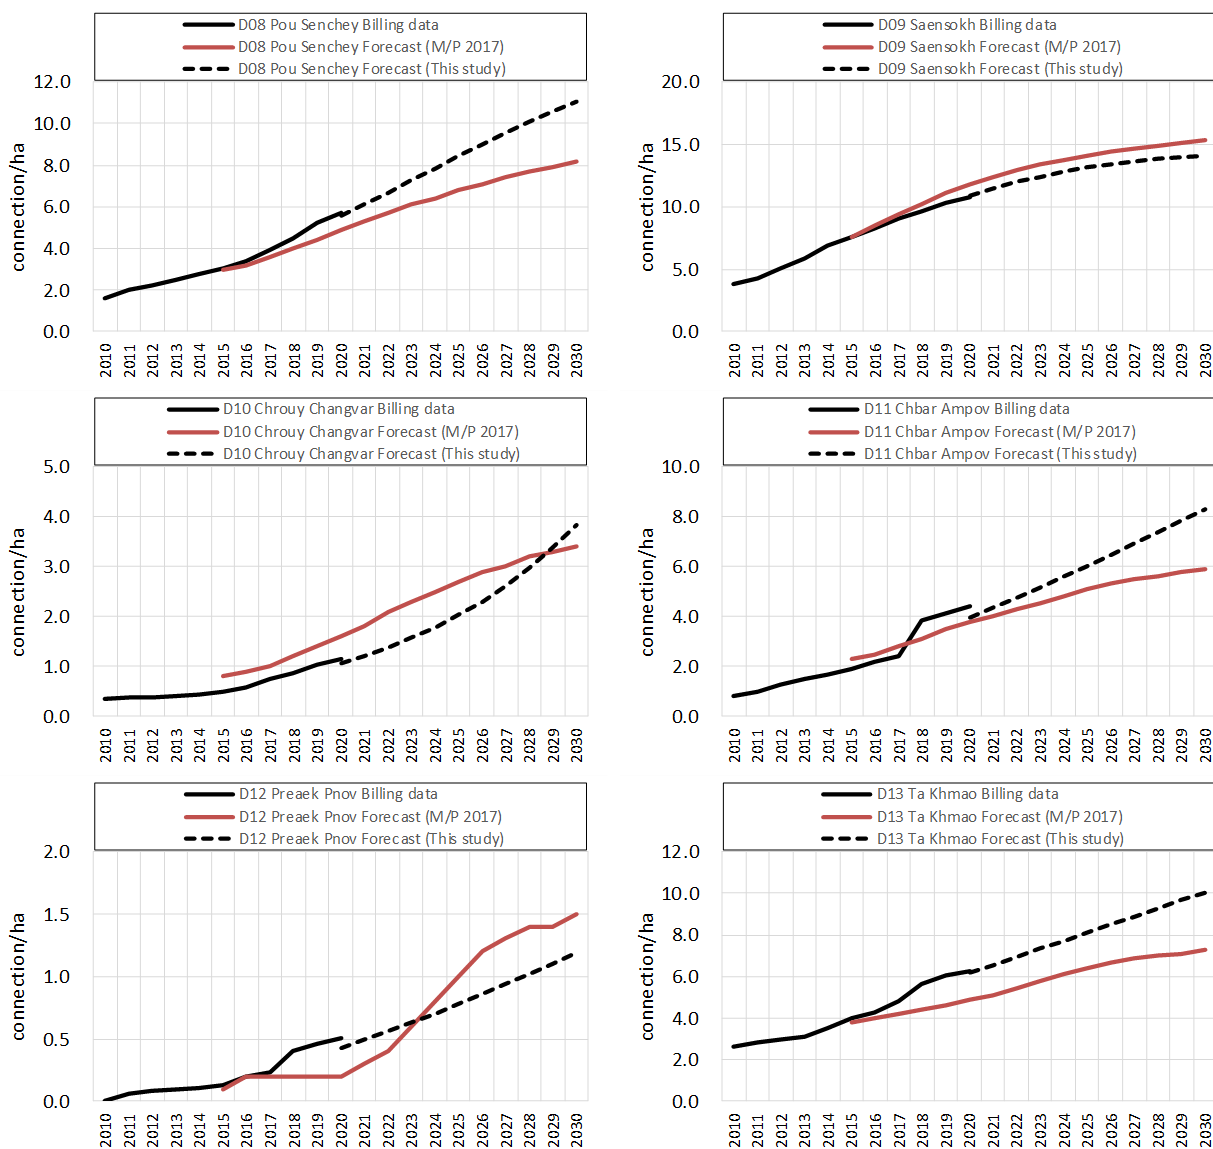 D08 Pou Senchey Billing data
D08 Pou Senchey Forecast (M/P 2017)
D08 Pou Senchey Forecast (This study)
12.0
10.0
8.0
6.0
4.0
2.0
0.0
connection/ha
2010 2011 2012 2013 2014 2015 2016 2017 2018 2019 2020 2021 2022 2023 2024 2025 2026 2027 2028 2029 2030
D09 Saensokh Billing data
D09 Saensokh Forecast (M/P 2017)
D09 Saensokh Forecast (This study)
20.0
15.0
10.0
5.0
0.0
connection/ha
2010 2011 2012 2013 2014 2015 2016 2017 2018 2019 2020 2021 2022 2023 2024 2025 2026 2027 2028 2029 2030
D10 Chrouy Changvar Billing data
D10 Chrouy Changvar Forecast (M/P 2017)
D10 Chrouy Changvar Forecast (This study)
5.0
4.0
3.0
2.0
1.0
0.0
connection/ha
2010 2011 2012 2013 2014 2015 2016 2017 2018 2019 2020 2021 2022 2023 2024 2025 2026 2027 2028 2029 2030
D11 Chbar Ampov Billing data
D11 Chbar Ampov Forecast (M/P 2017)
D11 Chbar Ampov Forecast (This study)
10.0
8.0
6.0
4.0
2.0
0.0
connection/ha
2010 2011 2012 2013 2014 2015 2016 2017 2018 2019 2020 2021 2022 2023 2024 2025 2026 2027 2028 2029 2030
D12 Preaek Pnov Billing data
D12 Preaek Pnov Forecast (M/P 2017)
D12 Preaek Pnov Forecast (This study)
2.0
1.5
1.0
0.5
0.0
connection/ha
2010 2011 2012 2013 2014 2015 2016 2017 2018 2019 2020 2021 2022 2023 2024 2025 2026 2027 2028 2029 2030
D13 Ta Khmao Billing data
D13 Ta Khmao Forecast (M/P 2017)
D13 Ta Khmao Forecast (This study)
12.0
10.0
8.0
6.0
4.0
2.0
0.0
connection/ha
2010 2011 2012 2013 2014 2015 2016 2017 2018 2019 2020 2021 2022 2023 2024 2025 2026 2027 2028 2029 2030